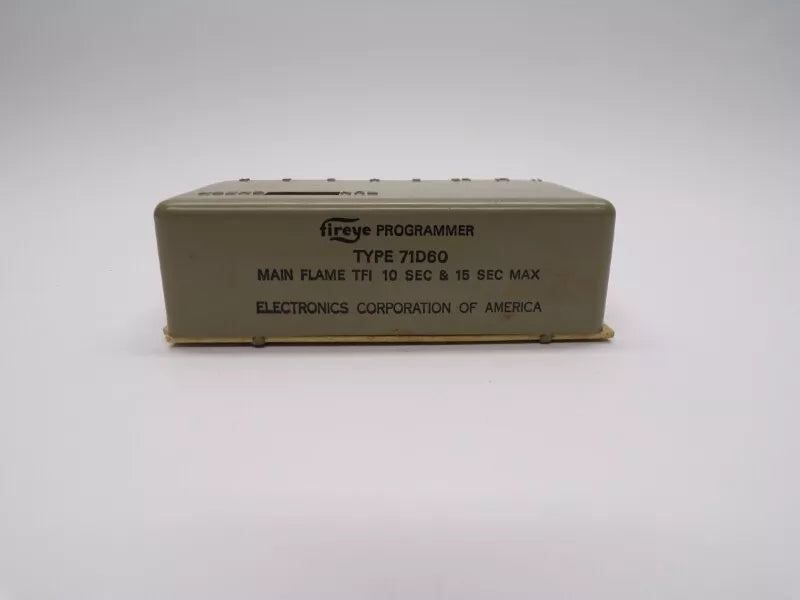 fireye PROGRAMMER
TYPE 71D60
MAIN FLAME TFI 10 SEC & 15 SEC MAX
ELECTRONICS CORPORATION OF AMERICA